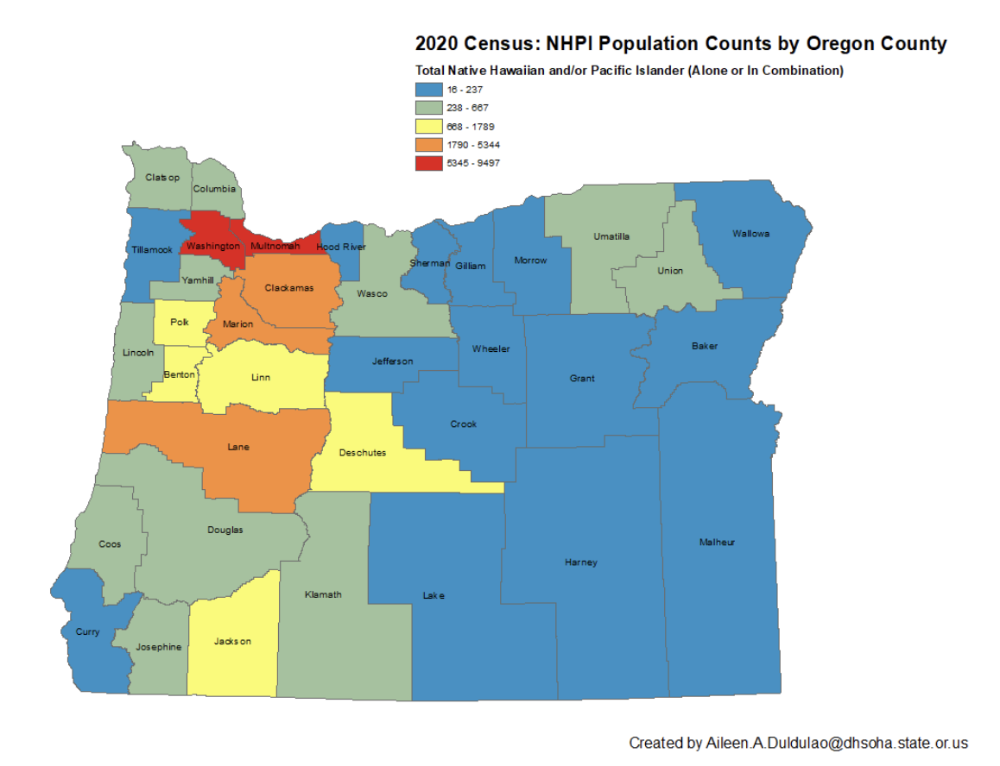 2020 Census: NHPI Population Counts by Oregon County
Total Native Hawaiian and/or Pacific Islander (Alone or In Combination)
16 - 237
238 - 667
668 - 1789
1790 - 5344
5345 - 9497
Clatsop
Columbia
Tillamook
Washington
Multnomah
Hood River
Sherman
Gilliam
Morrow
Umatilla
Union
Wallowa
Yamhill
Clackamas
Wasco
Polk
Marion
Lincoln
Benton
Linn
Jefferson
Wheeler
Grant
Baker
Crook
Lane
Deschutes
Coos
Douglas
Klamath
Lake
Harney
Malheur
Curry
Josephine
Jackson
Created by Aileen.A.Duldulao@dhsoha.state.or.us